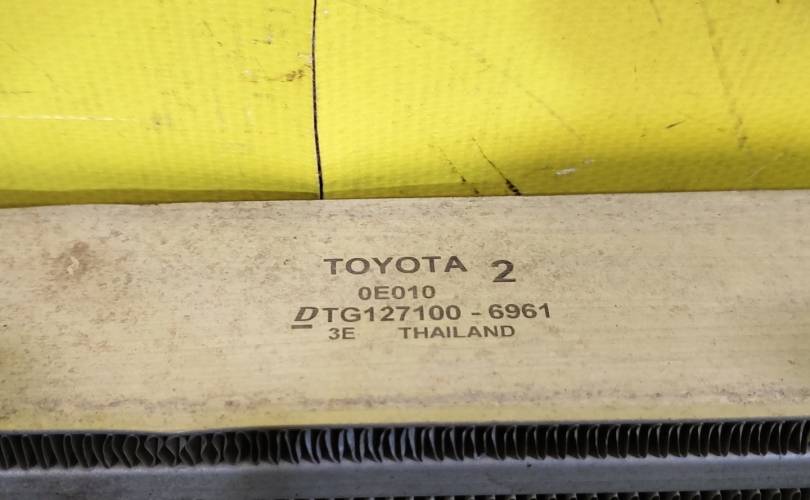 TOYOTA 2
0E010
DTG127100 - 6961
3E THAILAND